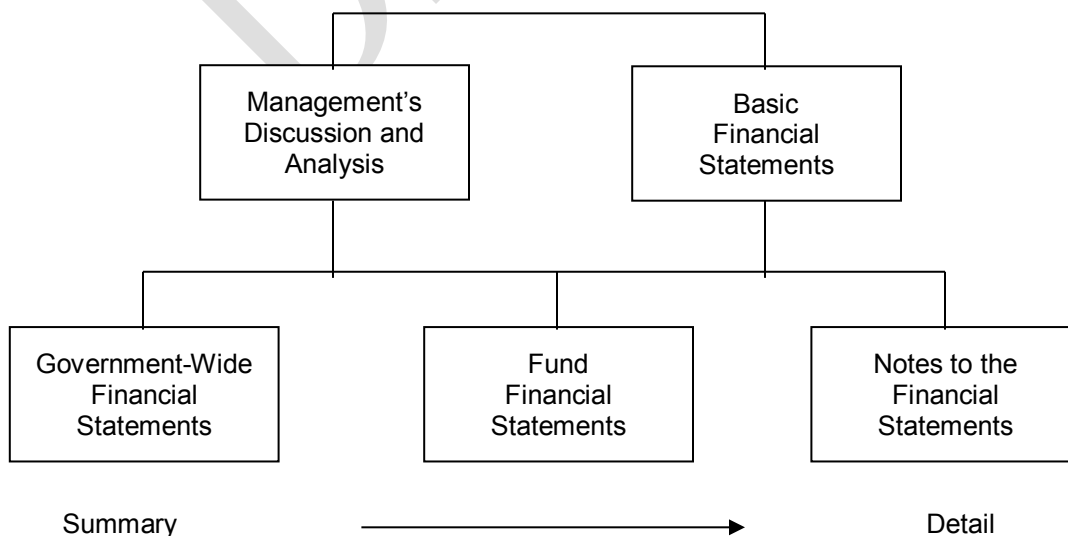 Management’s
Discussion and
Analysis
Basic
Financial
Statements
Government-Wide
Financial
Statements
Fund
Financial
Statements
Notes to the
Financial
Statements
Summary
Detail